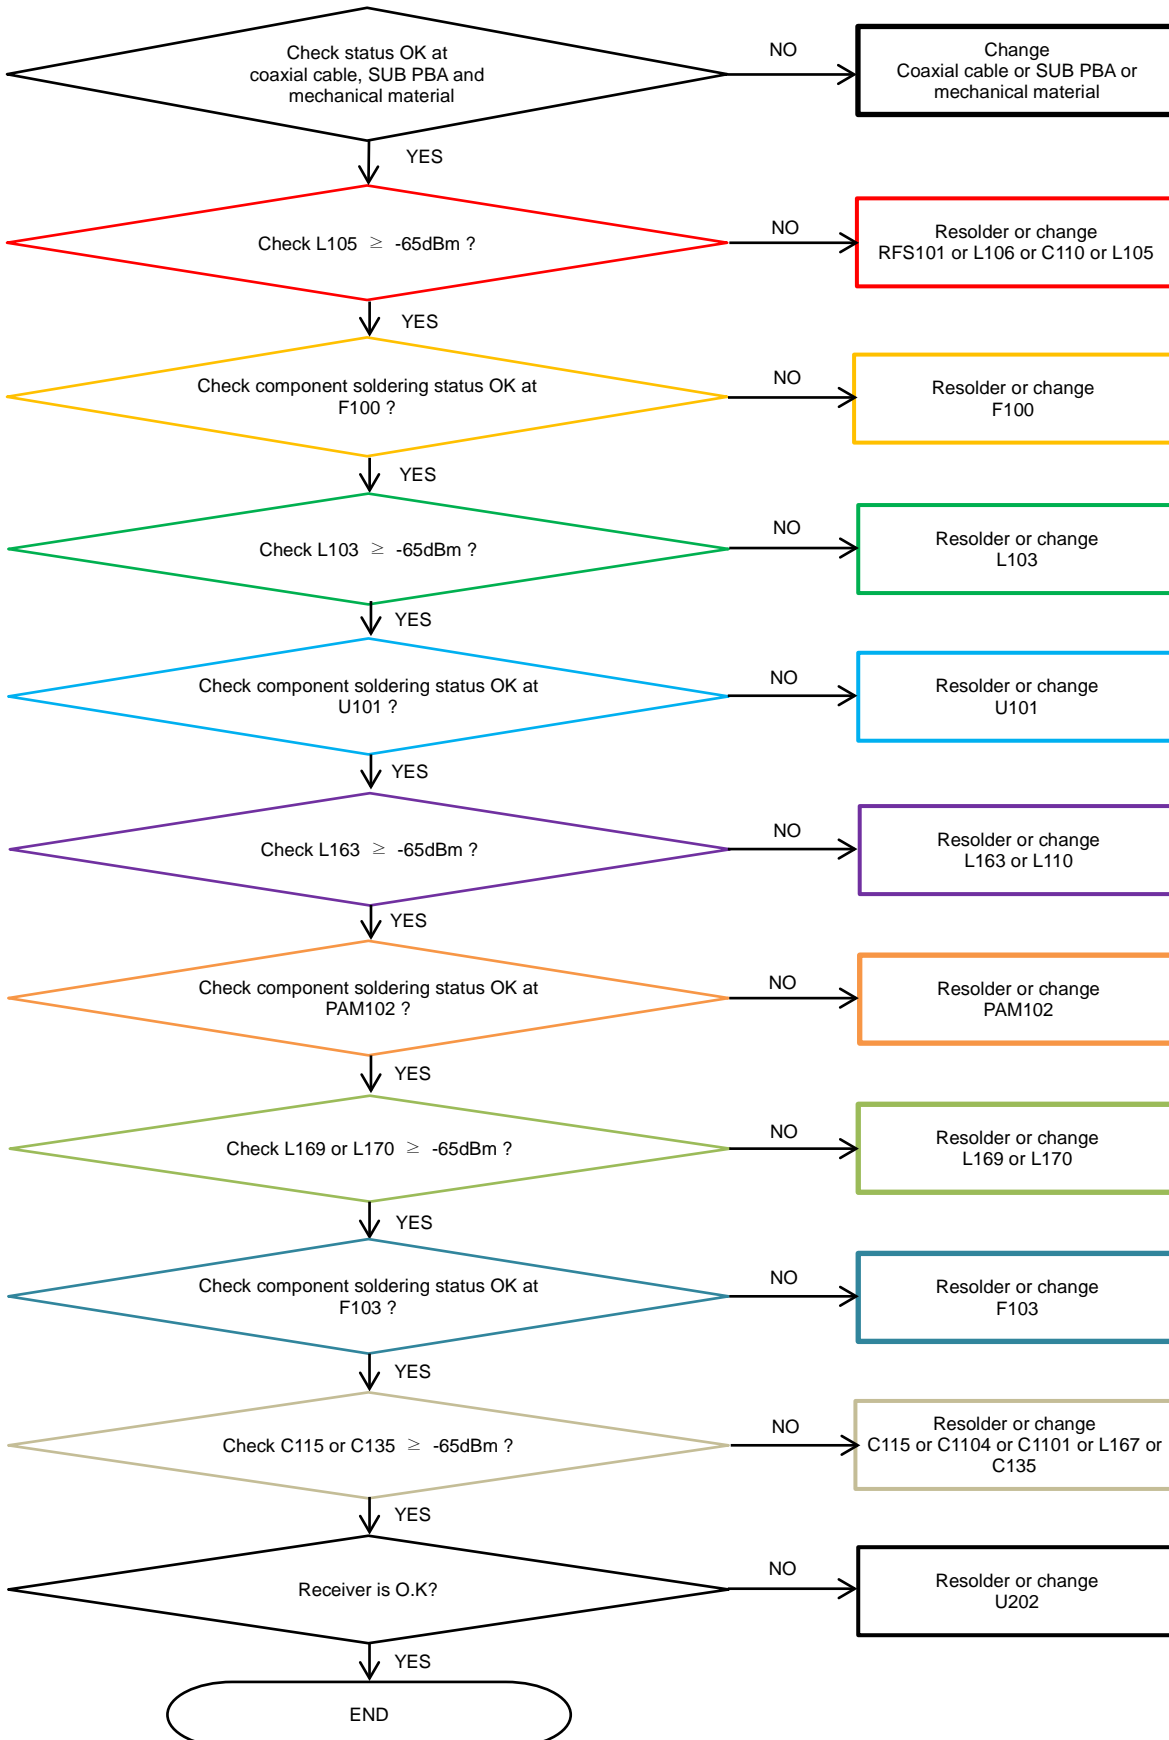 Check status OK at
coaxial cable, SUB PBA and
mechanical material
NO
Change
Coaxial cable or SUB PBA or
mechanical material
YES
Check L105 ≥ -65dBm ?
NO
Resolder or change
RFS101 or L106 or C110 or L105
YES
Check component soldering status OK at
F100 ?
NO
Resolder or change
F100
YES
Check L103 ≥ -65dBm ?
NO
Resolder or change
L103
YES
Check component soldering status OK at
U101 ?
NO
Resolder or change
U101
YES
Check L163 ≥ -65dBm ?
NO
Resolder or change
L163 or L110
YES
Check component soldering status OK at
PAM102 ?
NO
Resolder or change
PAM102
YES
Check L169 or L170 ≥ -65dBm ?
NO
Resolder or change
L169 or L170
YES
Check component soldering status OK at
F103 ?
NO
Resolder or change
F103
YES
Check C115 or C135 ≥ -65dBm ?
NO
Resolder or change
C115 or C1104 or C1101 or L167 or
C135
YES
Receiver is O.K?
NO
Resolder or change
U202
YES
END